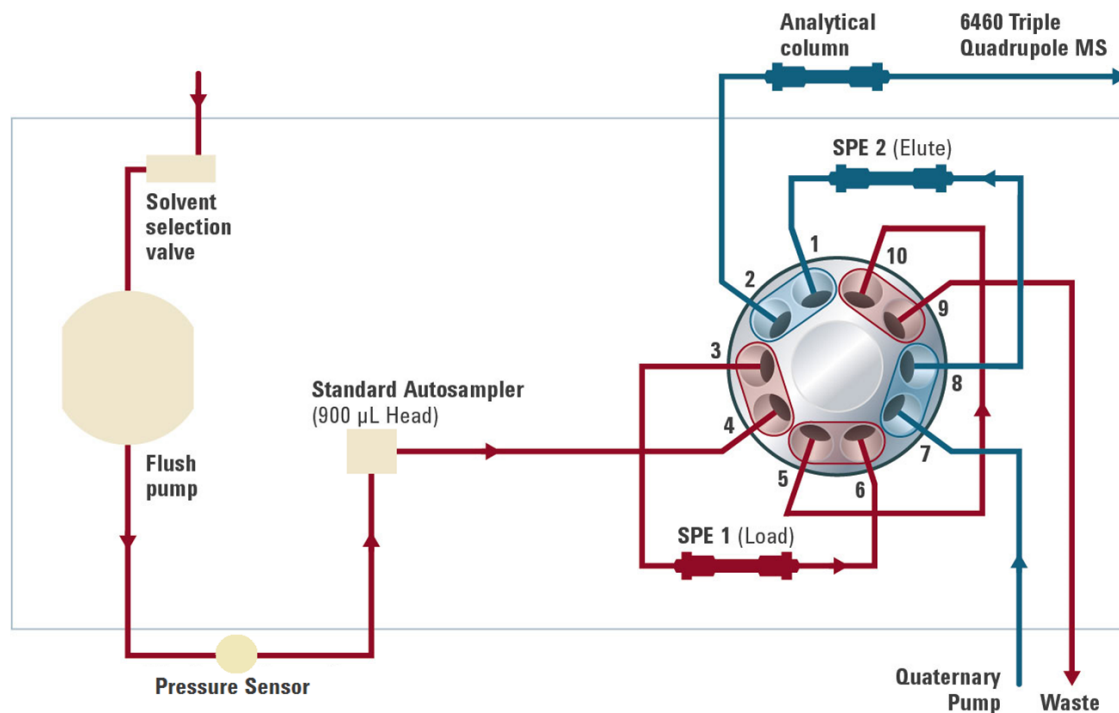 Analytical
column
6460 Triple
Quadrupole MS
SPE 2 (Elute)
Solvent
selection
valve
1
10
2
9
3
8
4
7
5
6
Standard Autosampler
(900 µL Head)
Flush
pump
SPE 1 (Load)
Pressure Sensor
Quaternary
Pump
Waste